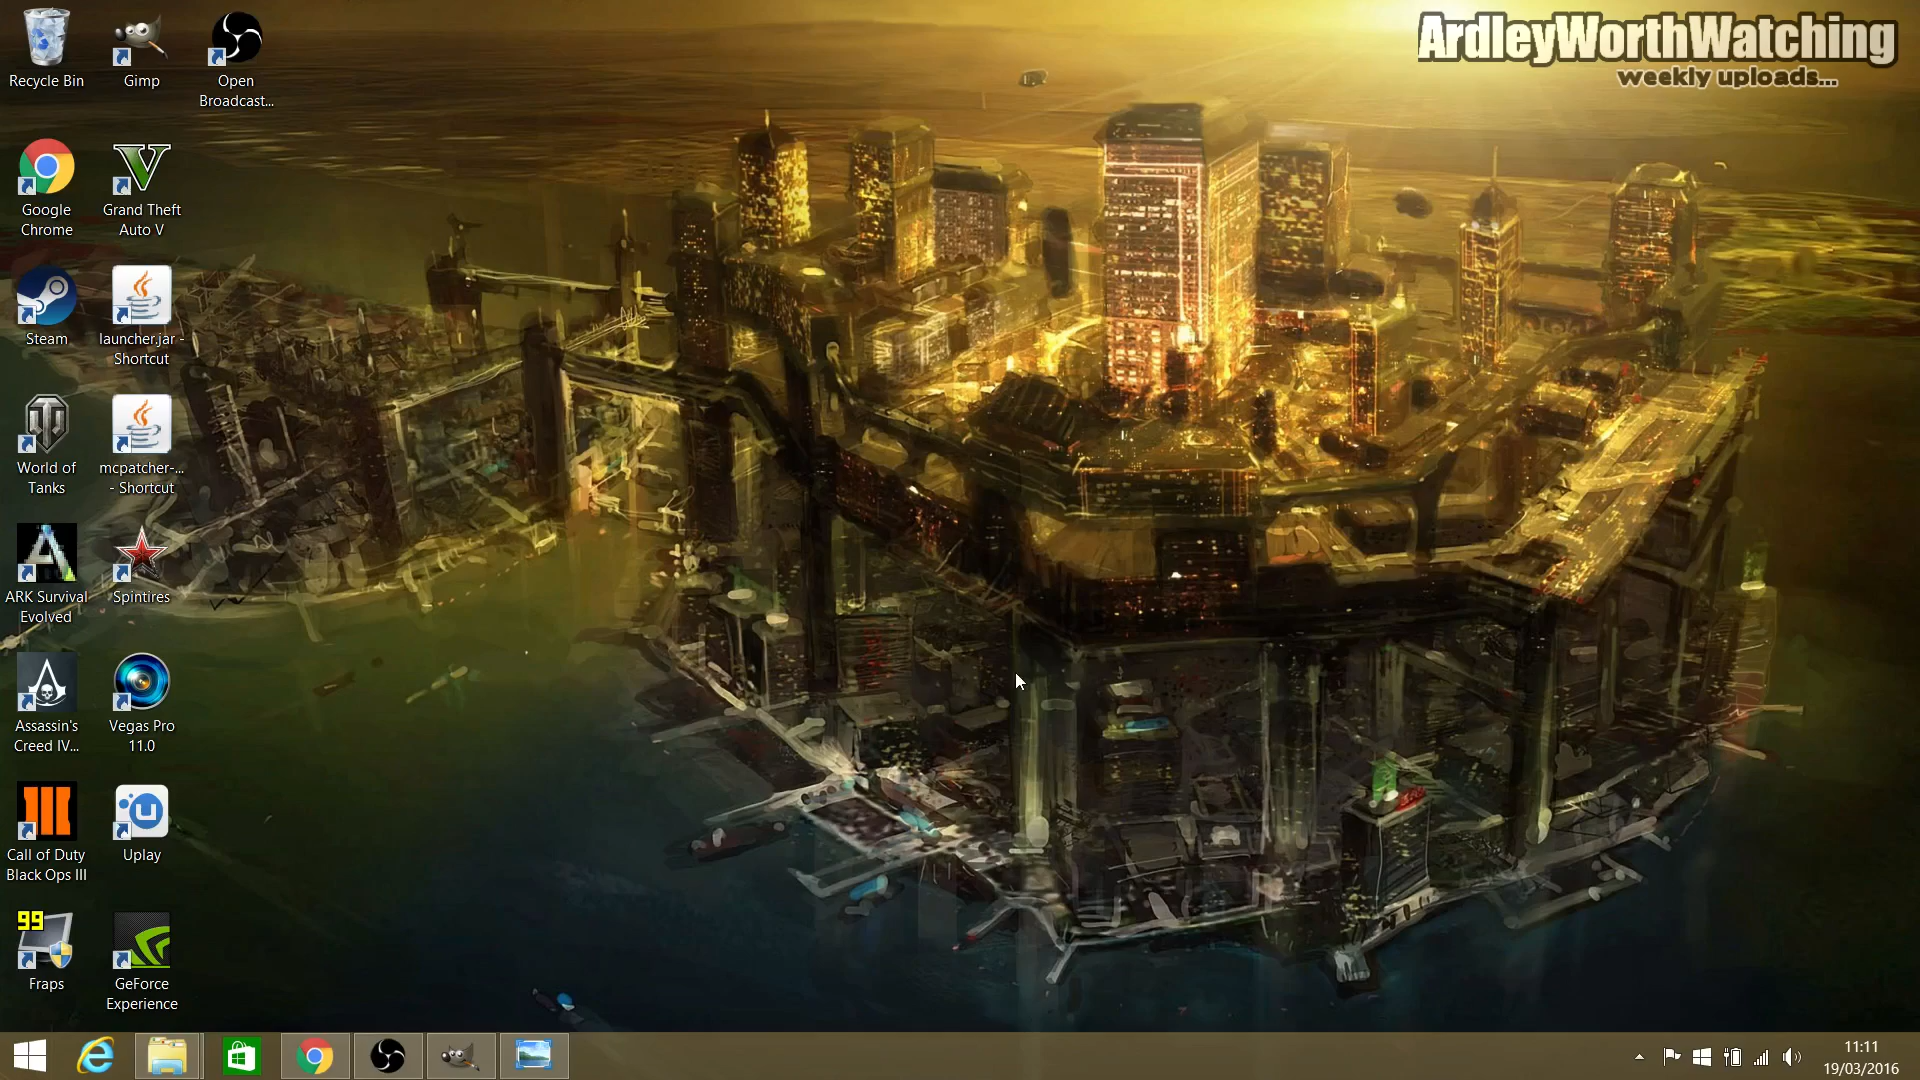 ArdleyWorthWatching
weekly uploads...
Recycle Bin
Gimp
Open
Broadcast...
Google
Chrome
Grand Theft
Auto V
Steam
launcher.jar -
Shortcut
World of
Tanks
mcpatcher-...
- Shortcut
ARK Survival
Evolved
Spintires
Assassin's
Creed IV...
Vegas Pro
11.0
Call of Duty
Black Ops III
Uplay
99
Fraps
GeForce
Experience
11:11
19/03/2016